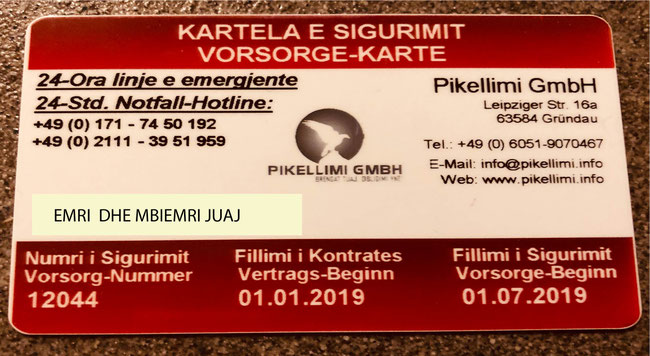 KARTELA E SIGURIMIT
VORSORGE-KARTE
24-Ora linje e emergjente
24-Std. Notfall-Hotline:
+49 (0) 171 - 74 50 192
+49 (0) 2111 - 39 51 959
Pikellimi GmbH
Leipziger Str. 16a
63584 Gründau
Tel.: +49 (0) 6051-9070467
E-Mail: info@pikellimi.info
Web: www.pikellimi.info
PIKELLIMI GMBH
EMRI DHE MBIEMRI JUAJ
Numri i Sigurimit
Vorsorg-Nummer
12044
Fillimi i Kontrates
Vertrags-Beginn
01.01.2019
Fillimi i Sigurimit
Vorsorge-Beginn
01.07.2019